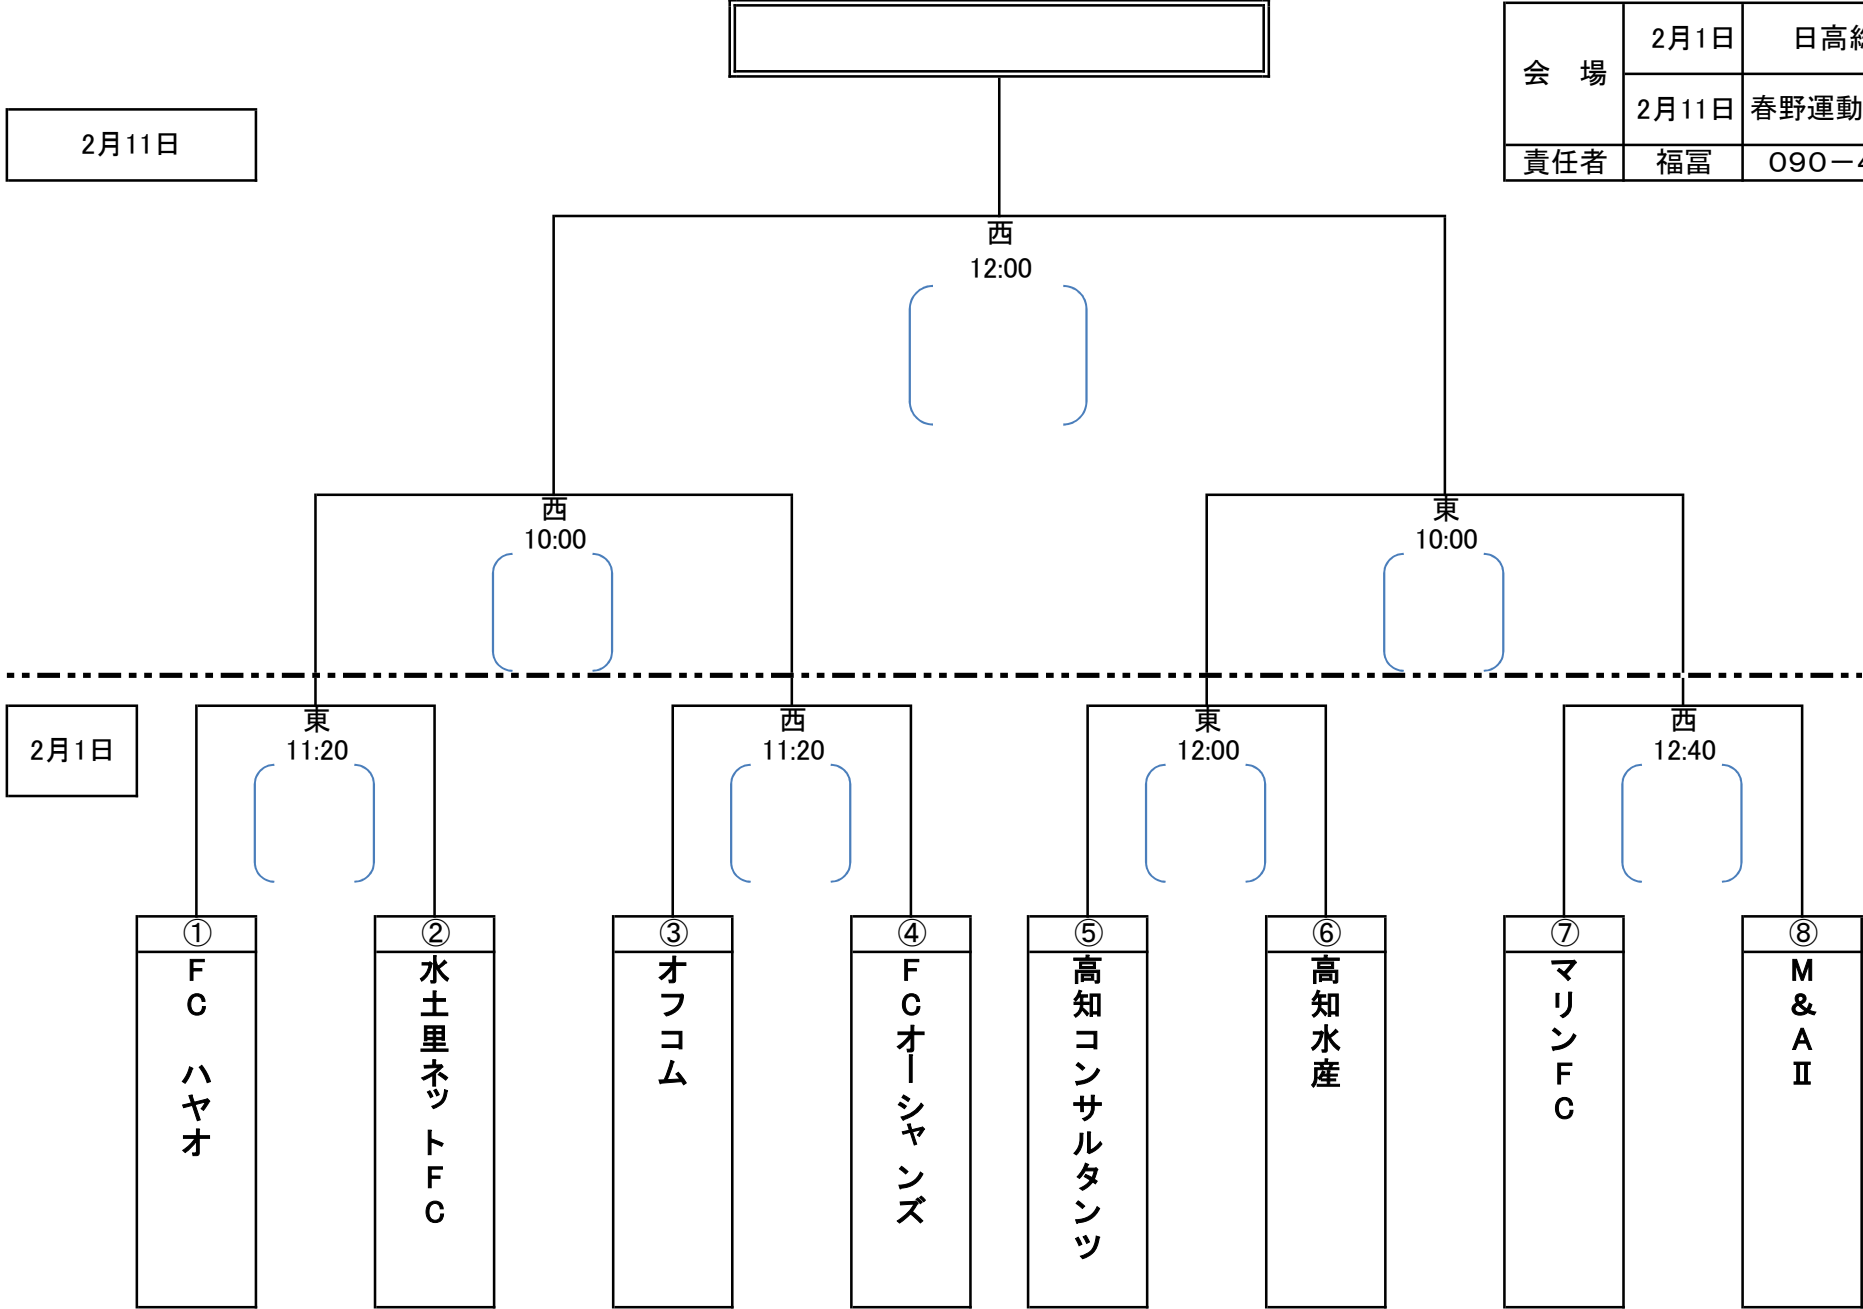 会　場
2月1日
日高
2月11日
春野運動
責任者
福冨
090-4
2月11日
西
12:00
西
10:00
東
10:00
2月1日
東
11:20
西
11:20
東
12:00
西
12:40
①
FC　ハヤオ
②
水土里ネットFC
③
オフコム
④
FCオーシャンズ
⑤
高知コンサルタンツ
⑥
高知水産
⑦
マリンFC
⑧
M&AⅡ